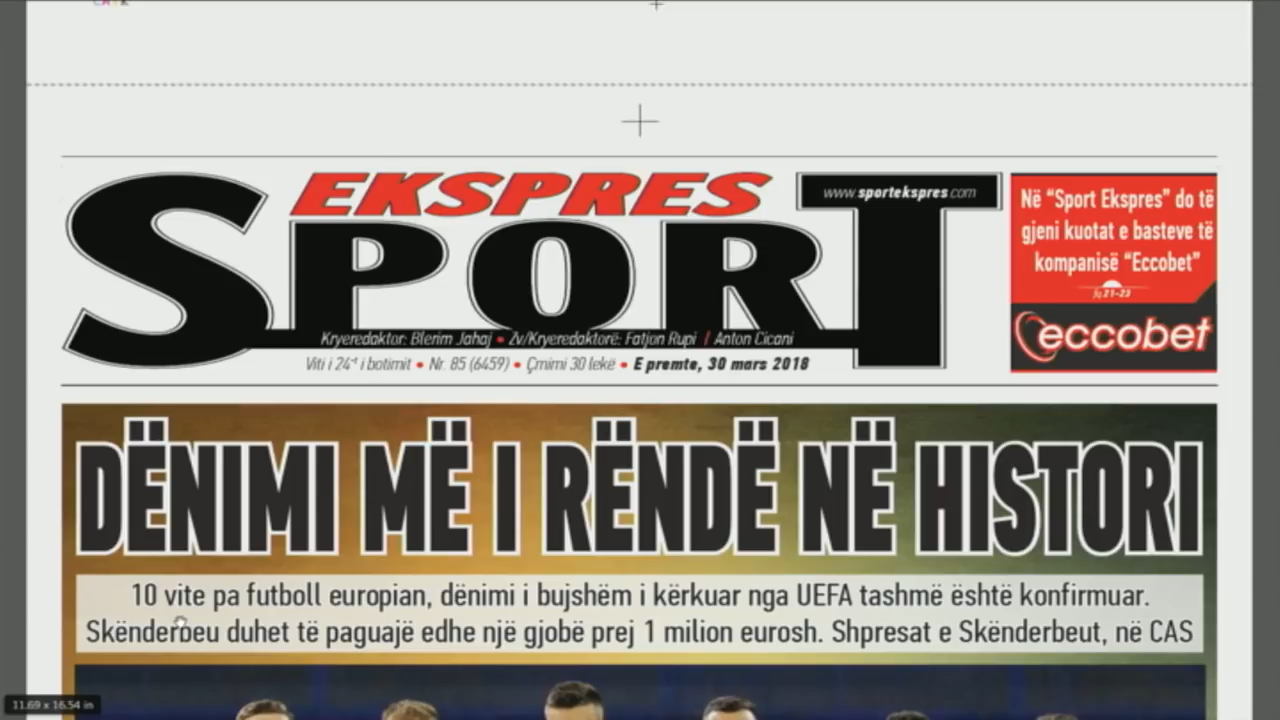 EKSPRES
SPORT
www.sportekspres.com
Në “Sport Ekspres” do të
gjeni kuotat e basteve të
kompanisë “Eccobet”
fq 21-23
eccobet
Kryeredaktor: Blerim Jahaj • Zv/Kryeredaktorë: Fatjon Rupi / Anton Cicani
Viti i 24-t i botimit • Nr. 85 (6459) • Çmimi 30 lekë • E premte, 30 mars 2018
DËNIMI MË I RËNDË NË HISTORI
10 vite pa futboll europian, dënimi i bujshëm i kërkuar nga UEFA tashmë është konfirmuar.
Skënderbeu duhet të paguajë edhe një gjobë prej 1 milion eurosh. Shpresat e Skënderbeut, në CAS
11.69 x 16.54 in